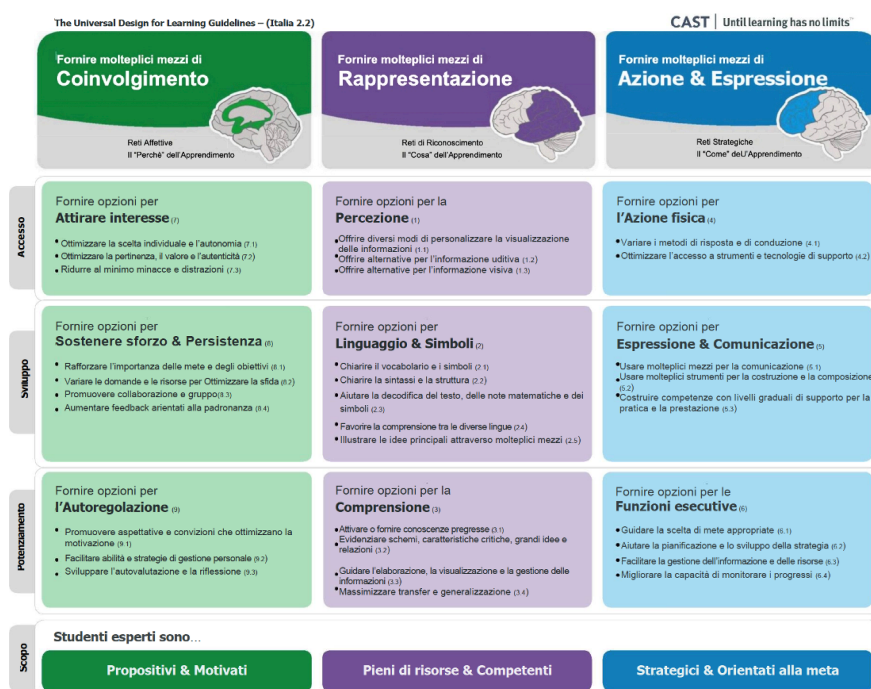 The Universal Design for Learning Guidelines – (Italia 2.2)
CAST | Until learning has no limits™
Fornire molteplici mezzi di
Coinvolgimento
Reti Affettive
Il "Perché" dell'Apprendimento
Fornire molteplici mezzi di
Rappresentazione
Reti di Riconoscimento
Il "Cosa" dell'Apprendimento
Fornire molteplici mezzi di
Azione & Espressione
Reti Strategiche
Il "Come" deU'Apprendimento
Accesso
Fornire opzioni per
Attirare interesse (7)
• Ottimizzare la scelta individuale e l'autonomia (7.1)
• Ottimizzare la pertinenza, il valore e l'autenticità (7.2)
• Ridurre al minimo minacce e distrazioni (7.3)
Fornire opzioni per la
Percezione (1)
• Offrire diversi modi di personalizzare la visualizzazione
delle informazioni (1.1)
• Offrire alternative per l'informazione uditiva (1.2)
• Offrire alternative per l'informazione visiva (1.3)
Fornire opzioni per
l'Azione fisica (4)
• Variare i metodi di risposta e di conduzione (4.1)
• Ottimizzare l'accesso a strumenti e tecnologie di supporto (4.2)
Sviluppo
Fornire opzioni per
Sostenere sforzo & Persistenza (8)
• Rafforzare l'importanza delle mete e degli obiettivi (8.1)
• Variare le domande e le risorse per Ottimizzare la sfida (8.2)
• Promuovere collaborazione e gruppo(8.3)
• Aumentare feedback arientati alla padronanza (8.4)
Fornire opzioni per
Linguaggio & Simboli (2)
• Chiarire il vocabolario e i simboli (2.1)
• Chiarire la sintassi e la struttura (2.2)
• Aiutare la decodifica del testo, delle note matematiche e dei
simboli (2.3)
• Favorire la comprensione tra le diverse lingue (2.4)
• Illustrare le idee principali attraverso molteplici mezzi (2.5)
Fornire opzioni per
Espressione & Comunicazione (5)
• Usare molteplici mezzi per la comunicazione (5.1)
• Usare molteplici strumenti per la costruzione e la composizione
(5.2)
• Costruire competenze con livelli graduali di supporto per la
pratica e la prestazione (5.3)
Potenziamento
Fornire opzioni per
l'Autoregolazione (9)
• Promuovere aspettative e convizioni che ottimizzano la
motivazione (9.1)
• Facilitare abilità e strategie di gestione personale (9.2)
• Sviluppare l'autovalutazione e la riflessione (9.3)
Fornire opzioni per la
Comprensione (3)
• Attivare o fornire conoscenze pregresse (3.1)
• Evidenziare schemi, caratteristiche critiche, grandi idee e
relazioni (3.2)
• Guidare l'elaborazione, la visualizzazione e la gestione delle
informazioni (3.3)
• Massimizzare transfer e generalizzazione (3.4)
Fornire opzioni per le
Funzioni esecutive (6)
• Guidare la scelta di mete appropriate (6.1)
• Aiutare la pianificazione e lo sviluppo della strategia (6.2)
• Facilitare la gestione dell'informazione e delle risorse (6.3)
• Migliorare la capacità di monitorare i progressi (6.4)
Scopo
Studenti esperti sono...
Propositivi & Motivati
Pieni di risorse & Competenti
Strategici & Orientati alla meta